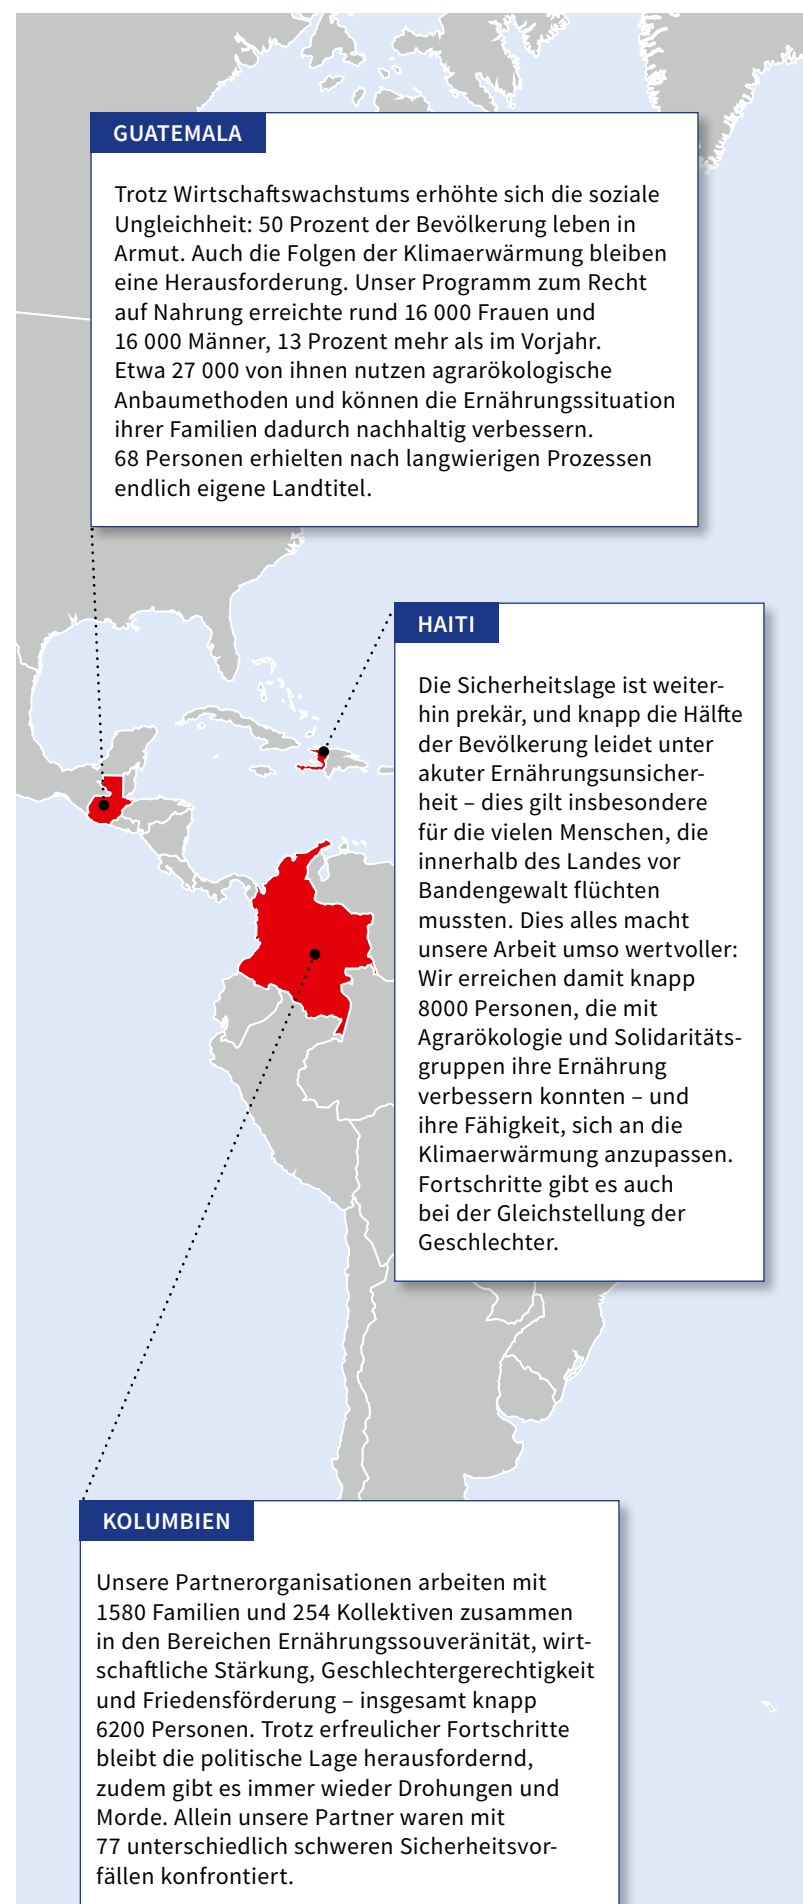 GUATEMALA
Trotz Wirtschaftswachstums erhöhte sich die soziale
Ungleichheit: 50 Prozent der Bevölkerung leben in
Armut. Auch die Folgen der Klimaerwärmung bleiben
eine Herausforderung. Unser Programm zum Recht
auf Nahrung erreichte rund 16 000 Frauen und
16 000 Männer, 13 Prozent mehr als im Vorjahr.
Etwa 27 000 von ihnen nutzen agrarökologische
Anbaumethoden und können die Ernährungssituation
ihrer Familien dadurch nachhaltig verbessern.
68 Personen erhielten nach langwierigen Prozessen
endlich eigene Landtitel.
HAITI
Die Sicherheitslage ist weiter-
hin prekär, und knapp die Hälfte
der Bevölkerung leidet unter
akuter Ernährungsunsicher-
heit – dies gilt insbesondere
für die vielen Menschen, die
innerhalb des Landes vor
Bandengewalt flüchten
mussten. Dies alles macht
unsere Arbeit umso wertvoller:
Wir erreichen damit knapp
8000 Personen, die mit
Agrarökologie und Solidaritäts-
gruppen ihre Ernährung
verbessern konnten – und
ihre Fähigkeit, sich an die
Klimaerwärmung anzupassen.
Fortschritte gibt es auch
bei der Gleichstellung der
Geschlechter.
KOLUMBIEN
Unsere Partnerorganisationen arbeiten mit
1580 Familien und 254 Kollektiven zusammen
in den Bereichen Ernährungssouveränität, wirt-
schaftliche Stärkung, Geschlechtergerechtigkeit
und Friedensförderung – insgesamt knapp
6200 Personen. Trotz erfreulicher Fortschritte
bleibt die politische Lage herausfordernd,
zudem gibt es immer wieder Drohungen und
Morde. Allein unsere Partner waren mit
77 unterschiedlich schweren Sicherheitsvor-
fällen konfrontiert.